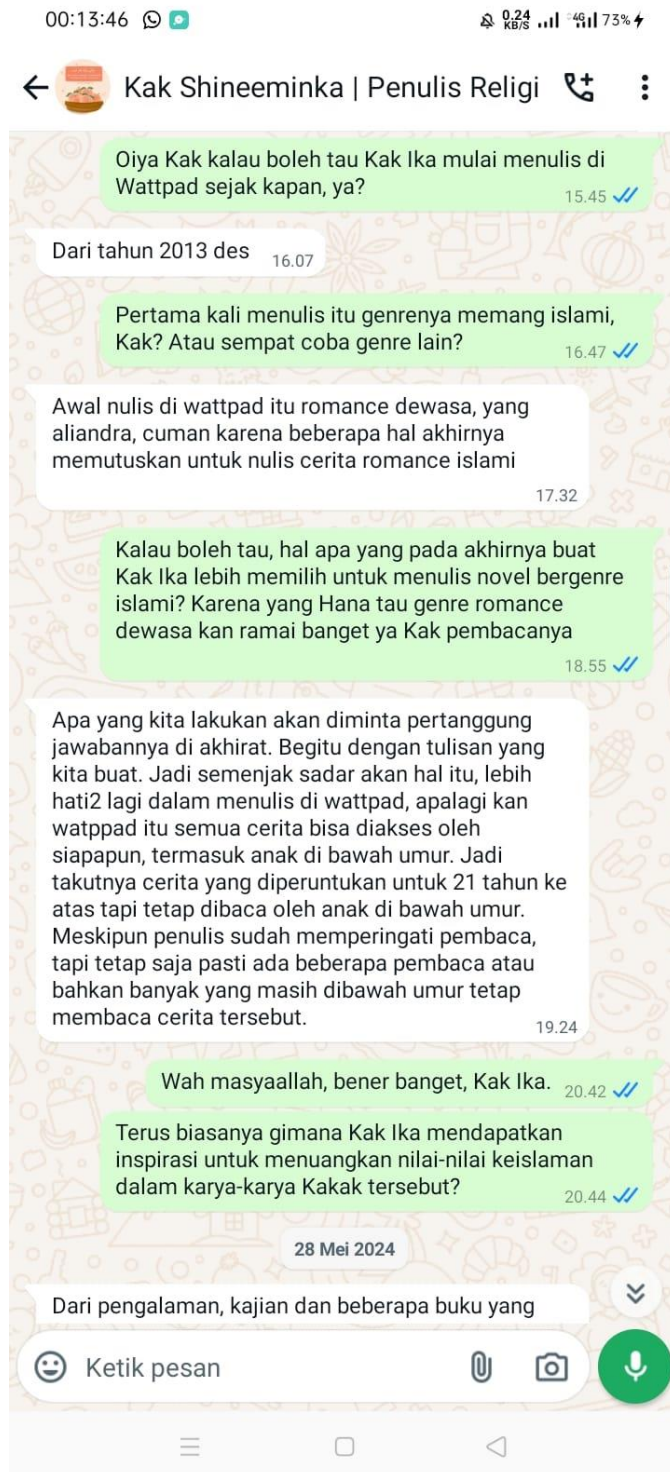 00:13:46 0.24 KB/S 4G 73%
Kak Shineeminka | Penulis Religi
Oiya Kak kalau boleh tau Kak Ika mulai menulis di
Wattpad sejak kapan, ya?
15.45
Dari tahun 2013 des 16.07
Pertama kali menulis itu genrenya memang islami,
Kak? Atau sempat coba genre lain?
16.47
Awal nulis di wattpad itu romance dewasa, yang
aliandra, cuman karena beberapa hal akhirnya
memutuskan untuk nulis cerita romance islami
17.32
Kalau boleh tau, hal apa yang pada akhirnya buat
Kak Ika lebih memilih untuk menulis novel bergenre
islami? Karena yang Hana tau genre romance
dewasa kan ramai banget ya Kak pembacanya
18.55
Apa yang kita lakukan akan diminta pertanggung
jawabannya di akhirat. Begitu dengan tulisan yang
kita buat. Jadi semenjak sadar akan hal itu, lebih
hati2 lagi dalam menulis di wattpad, apalagi kan
watppad itu semua cerita bisa diakses oleh
siapapun, termasuk anak di bawah umur. Jadi
takutnya cerita yang diperuntukan untuk 21 tahun ke
atas tapi tetap dibaca oleh anak di bawah umur.
Meskipun penulis sudah memperingati pembaca,
tapi tetap saja pasti ada beberapa pembaca atau
bahkan banyak yang masih dibawah umur tetap
membaca cerita tersebut.
19.24
Wah masyaallah, bener banget, Kak Ika. 20.42
Terus biasanya gimana Kak Ika mendapatkan
inspirasi untuk menuangkan nilai-nilai keislaman
dalam karya-karya Kakak tersebut?
20.44
28 Mei 2024
Dari pengalaman, kajian dan beberapa buku yang
Ketik pesan